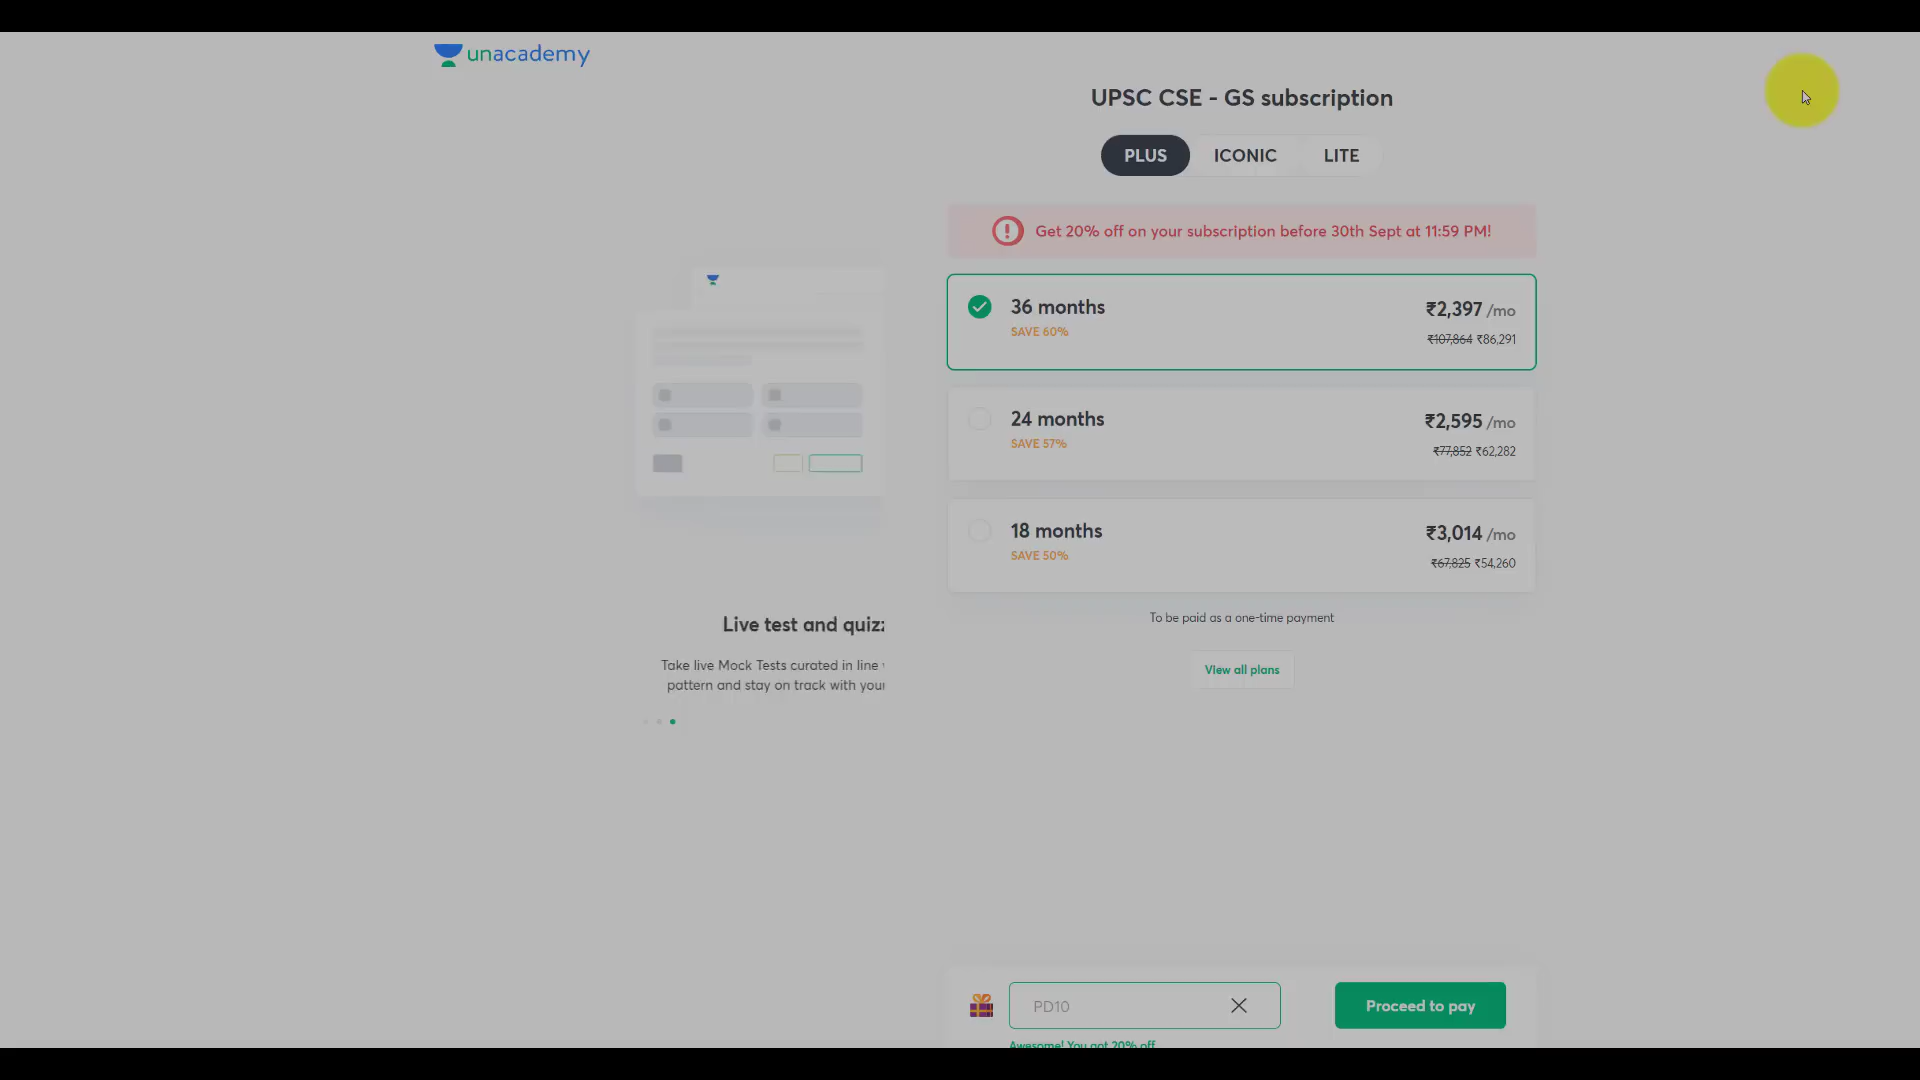 unacademy
UPSC CSE - GS subscription
PLUS
ICONIC
LITE
Get 20% off on your subscription before 30th Sept at 11:59 PM!
36 months
₹2,397 /mo
SAVE 60%
₹107,864 ₹86,291
24 months
₹2,595 /mo
SAVE 57%
₹77,852 ₹62,282
18 months
₹3,014 /mo
SAVE 50%
₹67,825 ₹54,260
To be paid as a one-time payment
View all plans
Live test and quizz
Take live Mock Tests curated in line
pattern and stay on track with your
PD10
Proceed to pay
Awesome! You got 20% off